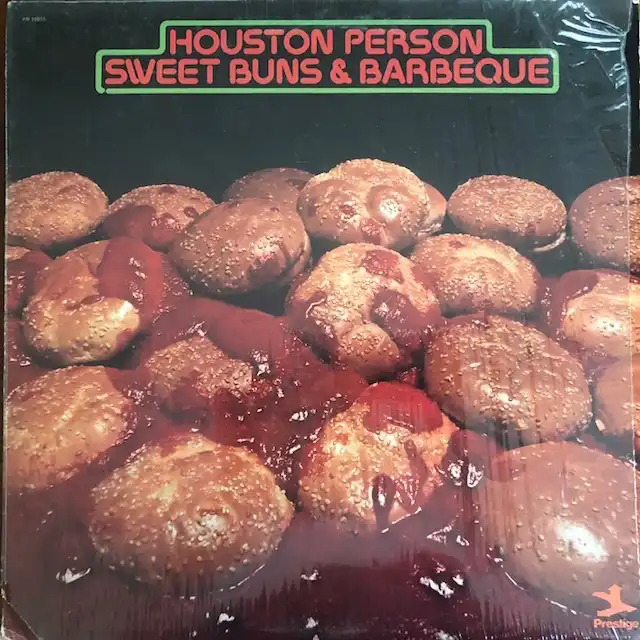 HOUSTON PERSON
SWEET BUNS & BARBEQUE
Prestige